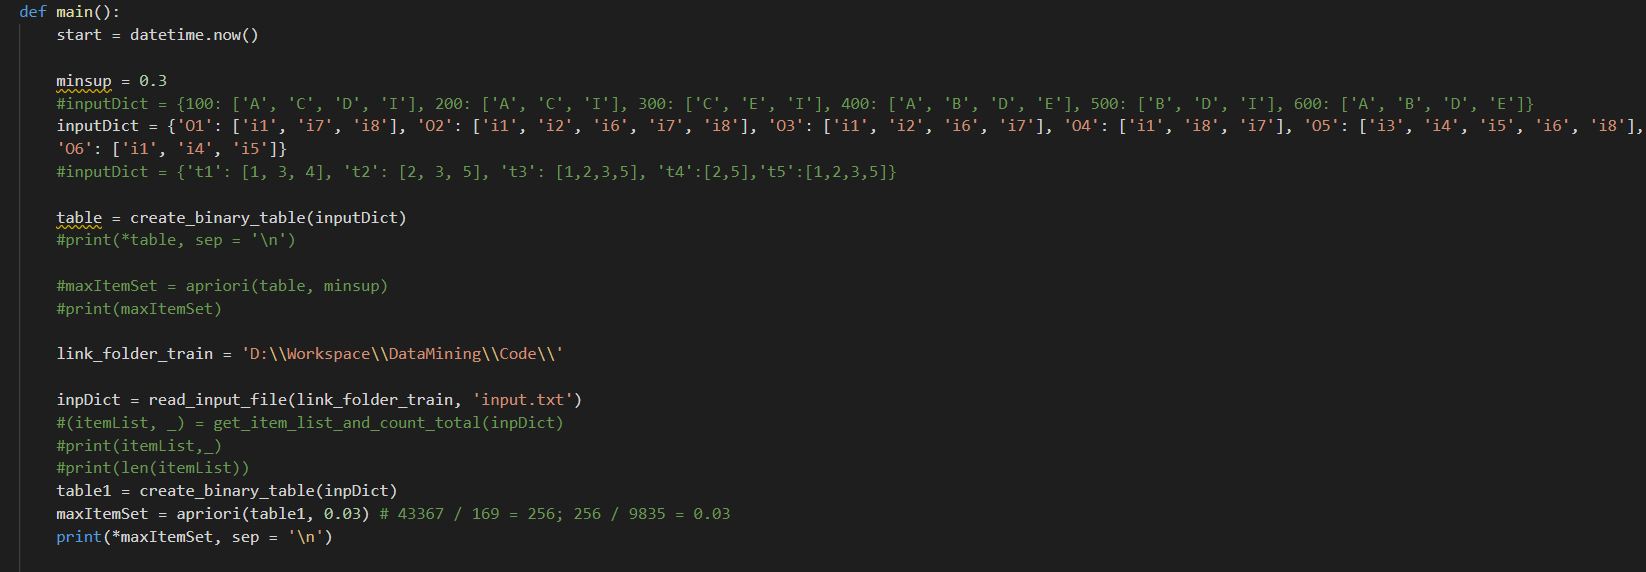 def main():
    start = datetime.now()

    minsup = 0.3
    #inputDict = {100: ['A', 'C', 'D', 'I'], 200: ['A', 'C', 'I'], 300: ['C', 'E', 'I'], 400: ['A', 'B', 'D', 'E'], 500: ['B', 'D', 'I'], 600: ['A', 'B', 'D', 'E']}
    inputDict = {'O1': ['i1', 'i7', 'i8'], 'O2': ['i1', 'i2', 'i6', 'i7', 'i8'], 'O3': ['i1', 'i2', 'i6', 'i7'], 'O4': ['i1', 'i8', 'i7'], 'O5': ['i3', 'i4', 'i5', 'i6', 'i8'],
    'O6': ['i1', 'i4', 'i5']}
    #inputDict = {'t1': [1, 3, 4], 't2': [2, 3, 5], 't3': [1,2,3,5], 't4':[2,5],'t5':[1,2,3,5]}

    table = create_binary_table(inputDict)
    #print(*table, sep = '\n')

    #maxItemSet = apriori(table, minsup)
    #print(maxItemSet)

    link_folder_train = 'D:\\Workspace\\DataMining\\Code\\'

    inpDict = read_input_file(link_folder_train, 'input.txt')
    #(itemList, _) = get_item_list_and_count_total(inpDict)
    #print(itemList,_)
    #print(len(itemList))
    table1 = create_binary_table(inpDict)
    maxItemSet = apriori(table1, 0.03) # 43367 / 169 = 256; 256 / 9835 = 0.03
    print(*maxItemSet, sep = '\n')